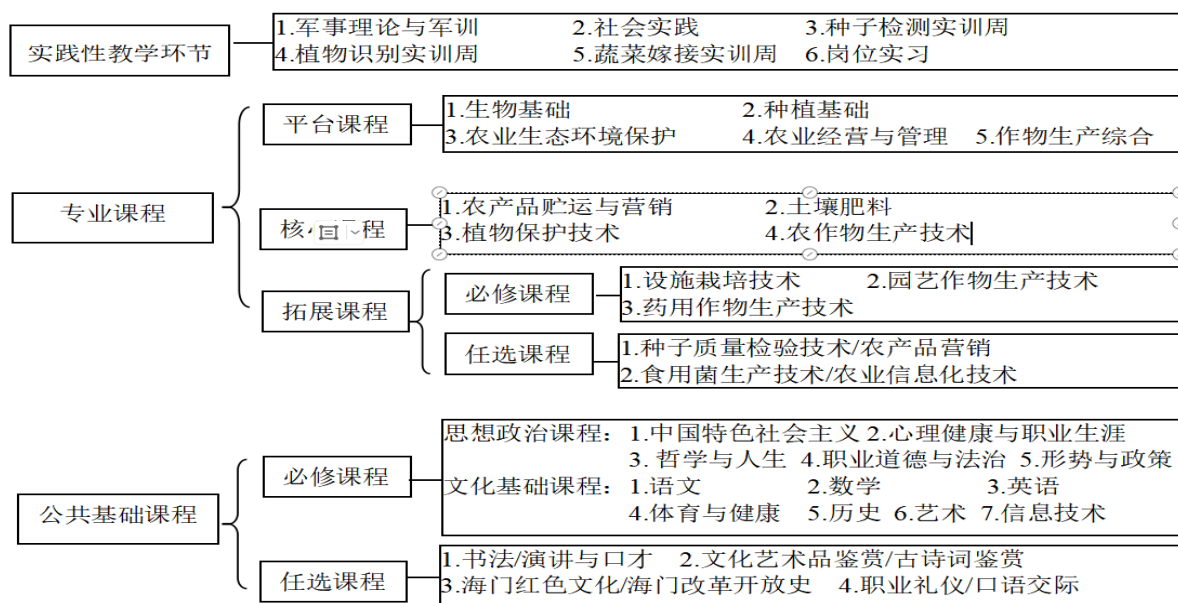 实践性教学环节
1.军事理论与军训 2.社会实践 3.种子检测实训周
4.植物识别实训周 5.蔬菜嫁接实训周 6.岗位实习
专业课程
平台课程
1.生物基础 2.种植基础
3.农业生态环境保护 4.农业经营与管理 5.作物生产综合
核 程
1.农产品贮运与营销 2.土壤肥料
3.植物保护技术 4.农作物生产技术
拓展课程
必修课程
1.设施栽培技术 2.园艺作物生产技术
3.药用作物生产技术
任选课程
1.种子质量检验技术/农产品营销
2.食用菌生产技术/农业信息化技术
公共基础课程
必修课程
思想政治课程：1.中国特色社会主义 2.心理健康与职业生涯
3. 哲学与人生 4.职业道德与法治 5.形势与政策
文化基础课程：1.语文 2.数学 3.英语
4.体育与健康 5.历史 6.艺术 7.信息技术
任选课程
1.书法/演讲与口才 2.文化艺术品鉴赏/古诗词鉴赏
3.海门红色文化/海门改革开放史 4.职业礼仪/口语交际